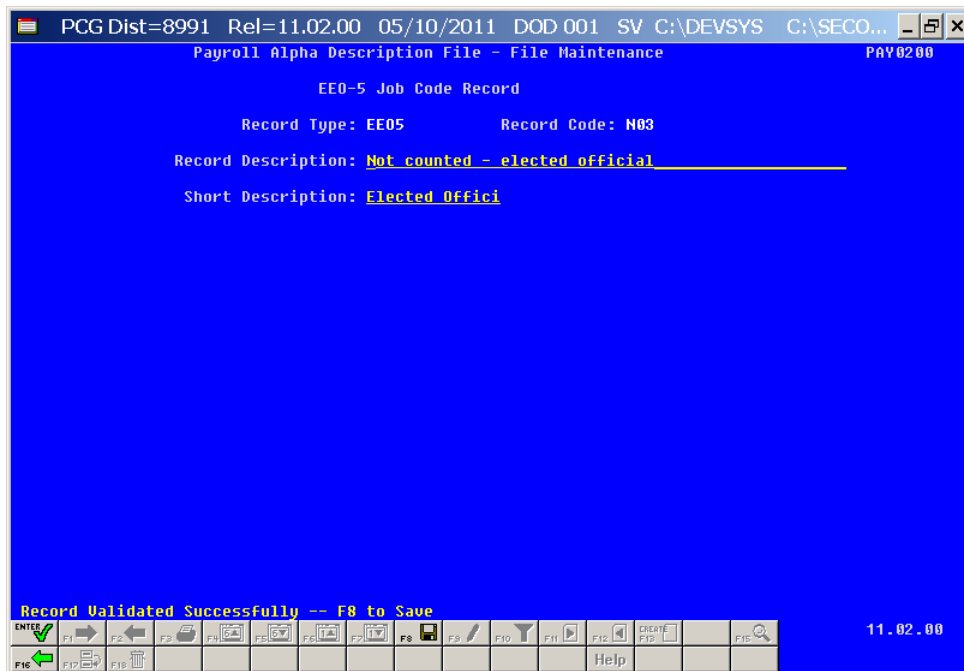 PCG Dist=8991 Rel=11.02.00 05/10/2011 DOD 001 SV C:\DEVSYS C:\SECO...
Payroll Alpha Description File - File Maintenance PAY0200
EEO-5 Job Code Record
Record Type: EEO5 Record Code: N03
Record Description: Not counted - elected official
Short Description: Elected Offici
Record Validated Successfully -- F8 to Save
ENTER F1 F2 F3 F4 F5 F6 F7 F8 F9 F10 F11 F12 CREATE F13 F15 11.02.00
F16 F17 F18 Help